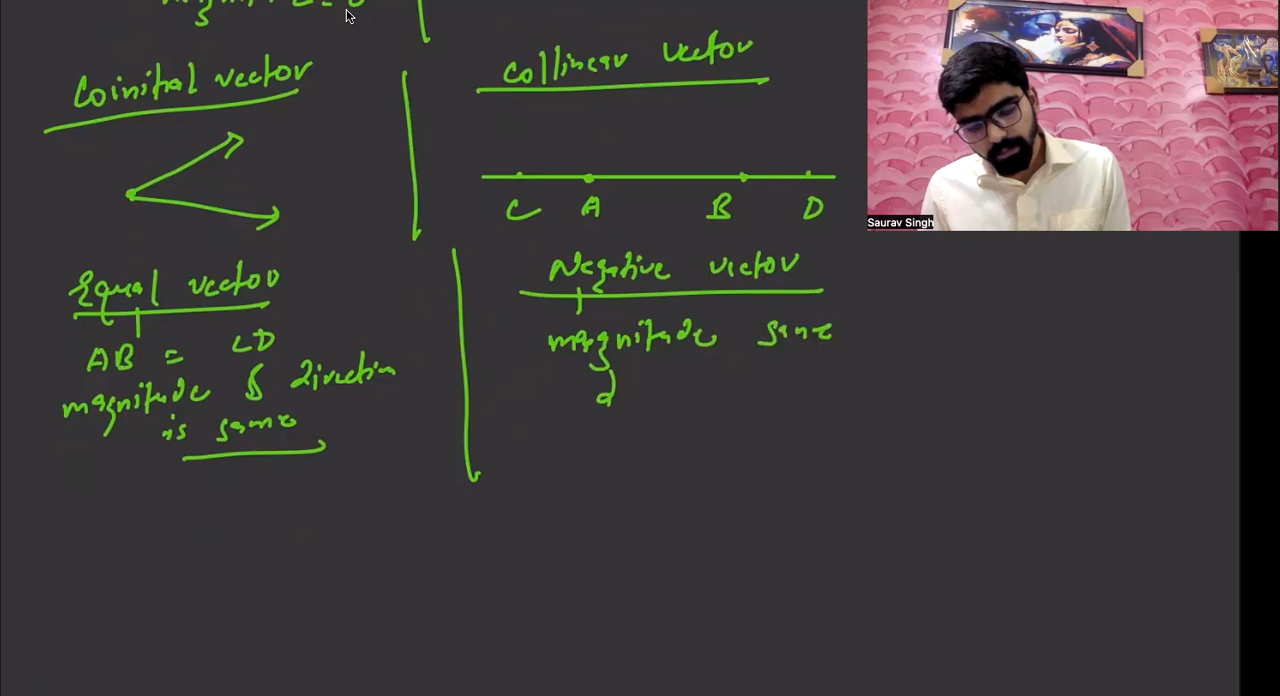 Coinitial vector
Collinear vector
C A B D
Saurav Singh
Equal vector
AB = CD
magnitude & direction
is same
Negative vector
magnitude same
d